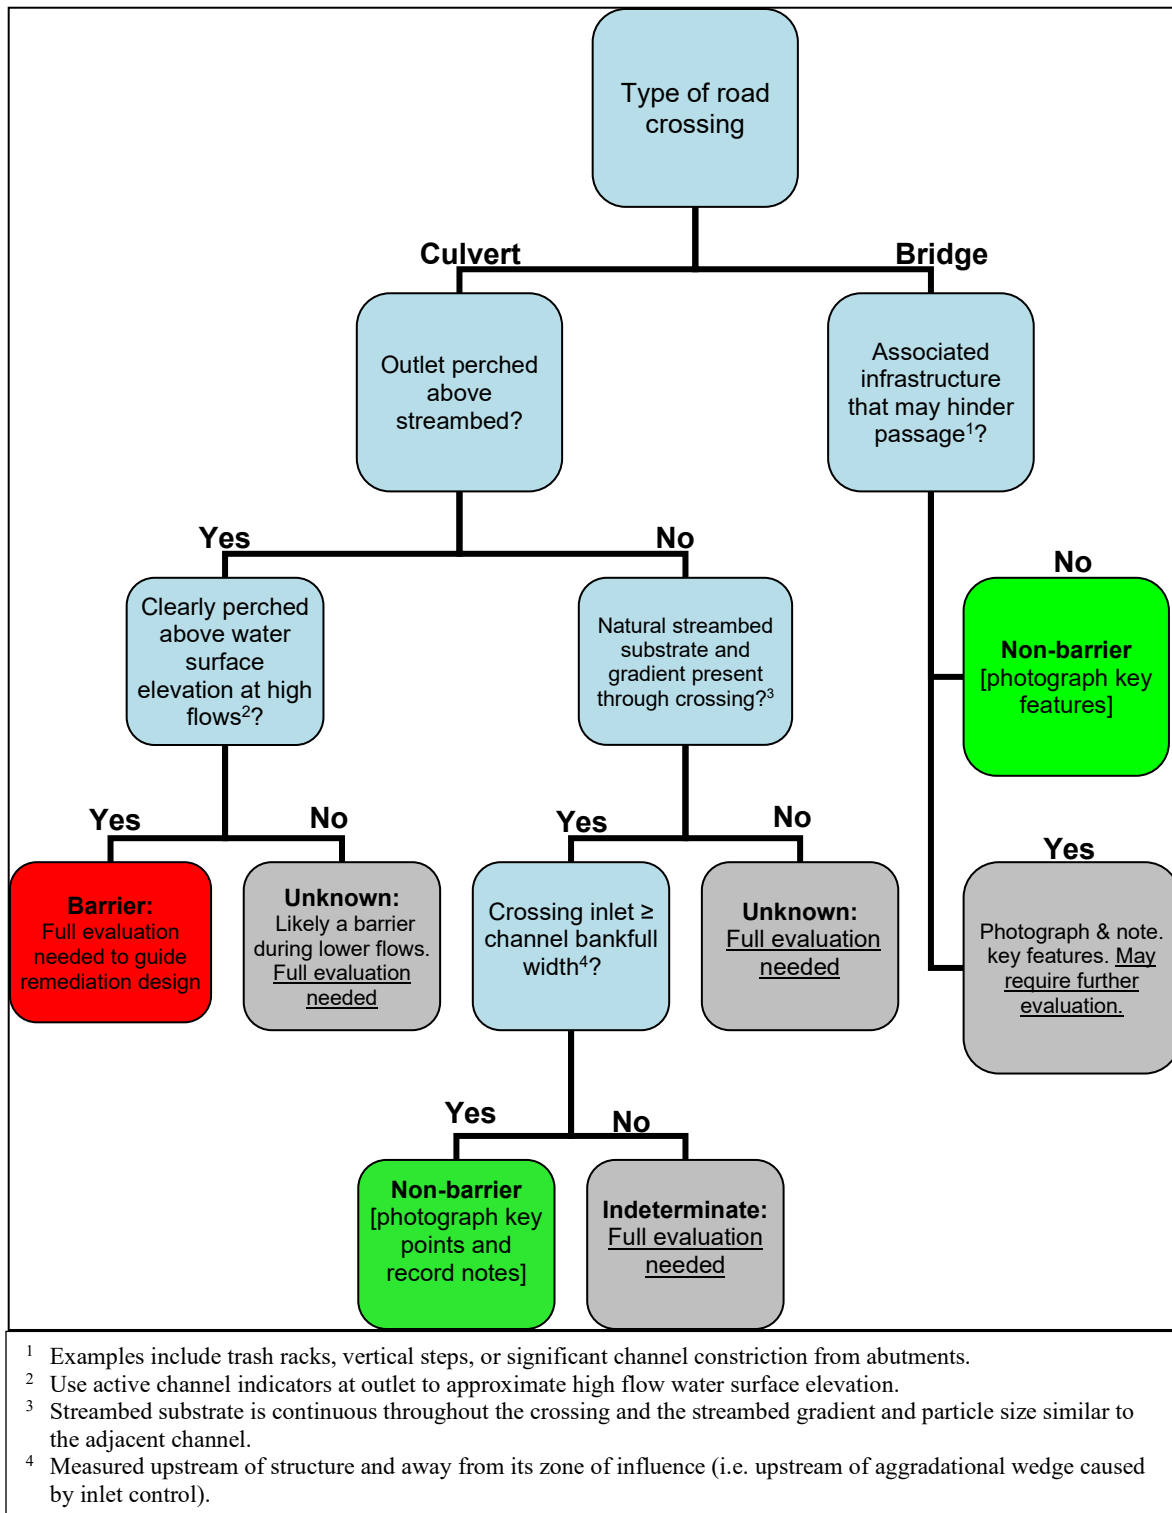 Type of road
crossing
Culvert
Bridge
Outlet perched
above
streambed?
Associated
infrastructure
that may hinder
passage¹?
Yes
No
No
Clearly perched
above water
surface
elevation at high
flows²?
Natural streambed
substrate and
gradient present
through crossing?³
Non-barrier
[photograph key
features]
Yes
No
Yes
No
Yes
Barrier:
Full evaluation
needed to guide
remediation design
Unknown:
Likely a barrier
during lower flows.
Full evaluation
needed
Crossing inlet ≥
channel bankfull
width⁴?
Unknown:
Full evaluation
needed
Photograph & note.
key features. May
require further
evaluation.
Yes
No
Non-barrier
[photograph key
points and
record notes]
Indeterminate:
Full evaluation
needed
¹ Examples include trash racks, vertical steps, or significant channel constriction from abutments.
² Use active channel indicators at outlet to approximate high flow water surface elevation.
³ Streambed substrate is continuous throughout the crossing and the streambed gradient and particle size similar to
the adjacent channel.
⁴ Measured upstream of structure and away from its zone of influence (i.e. upstream of aggradational wedge caused
by inlet control).